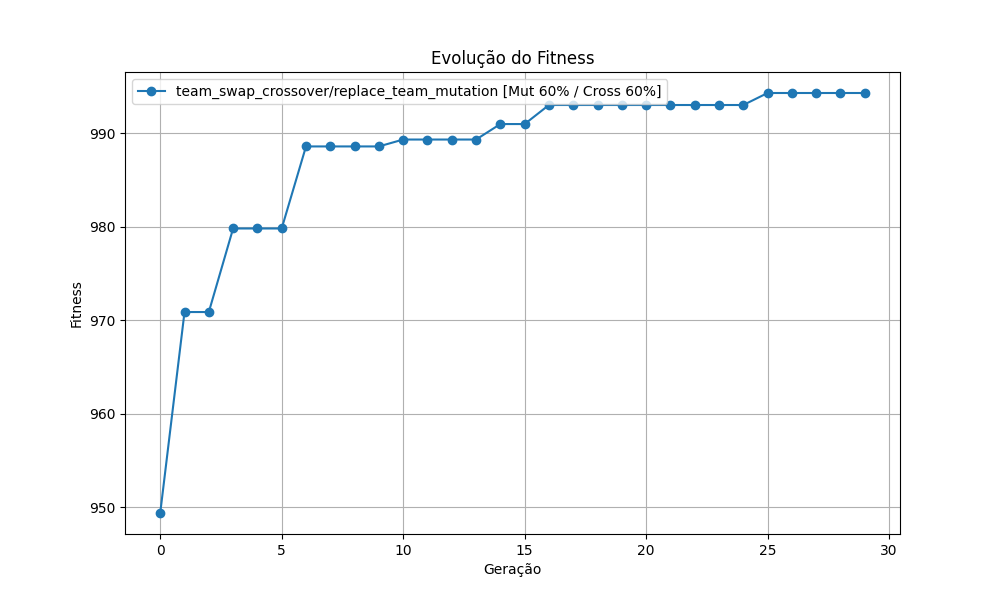 Evolução do Fitness
team_swap_crossover/replace_team_mutation [Mut 60% / Cross 60%]
990
980
970
960
950
Fitness
0 5 10 15 20 25 30
Geração